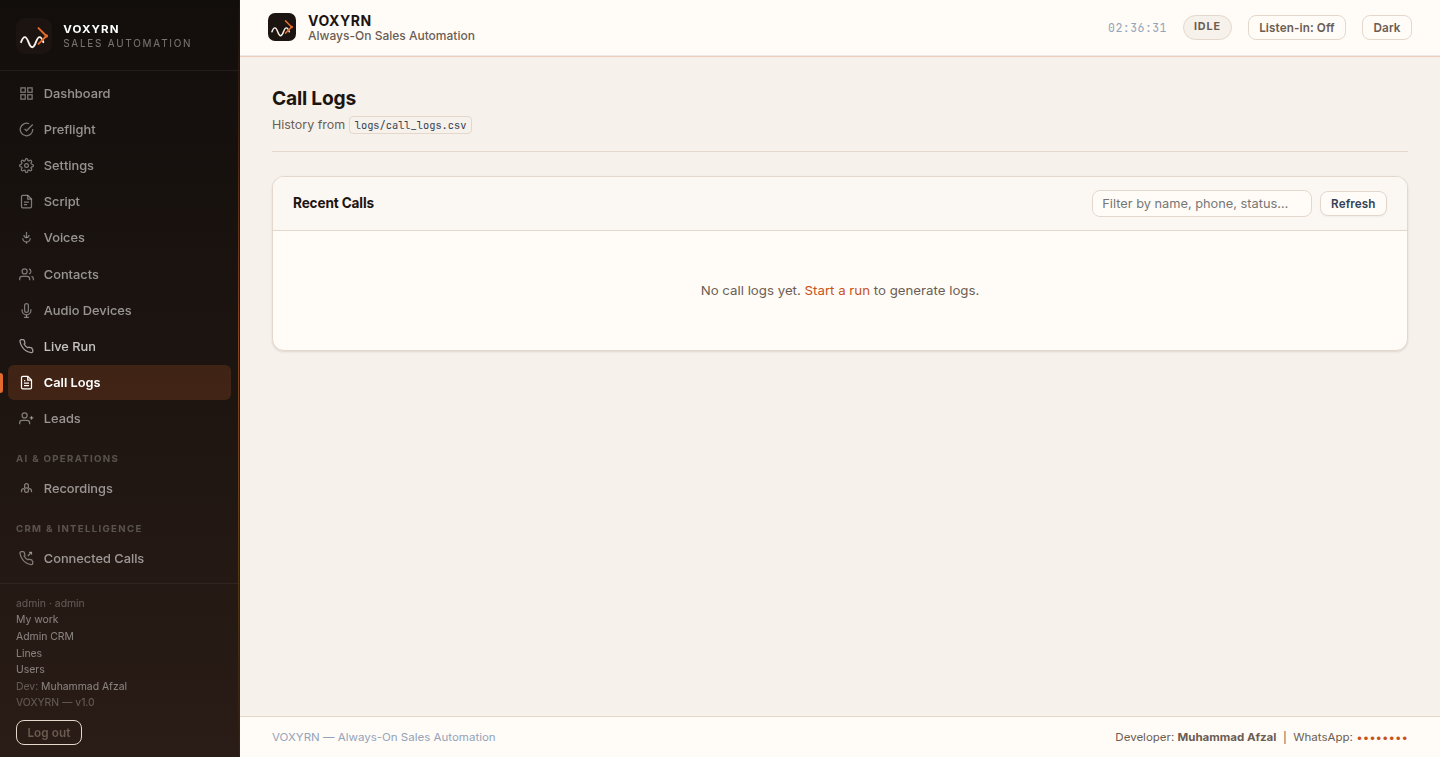 VOXYRN
SALES AUTOMATION
Dashboard
Preflight
Settings
Script
Voices
Contacts
Audio Devices
Live Run
Call Logs
Leads
AI & OPERATIONS
Recordings
CRM & INTELLIGENCE
Connected Calls
admin · admin
My work
Admin CRM
Lines
Users
Dev: Muhammad Afzal
VOXYRN — v1.0
Log out
VOXYRN
Always-On Sales Automation
02:36:31
IDLE
Listen-in: Off
Dark
Call Logs
History from logs/call_logs.csv
Recent Calls
Filter by name, phone, status...
Refresh
No call logs yet. Start a run to generate logs.
VOXYRN — Always-On Sales Automation
Developer: Muhammad Afzal | WhatsApp: ••••••••